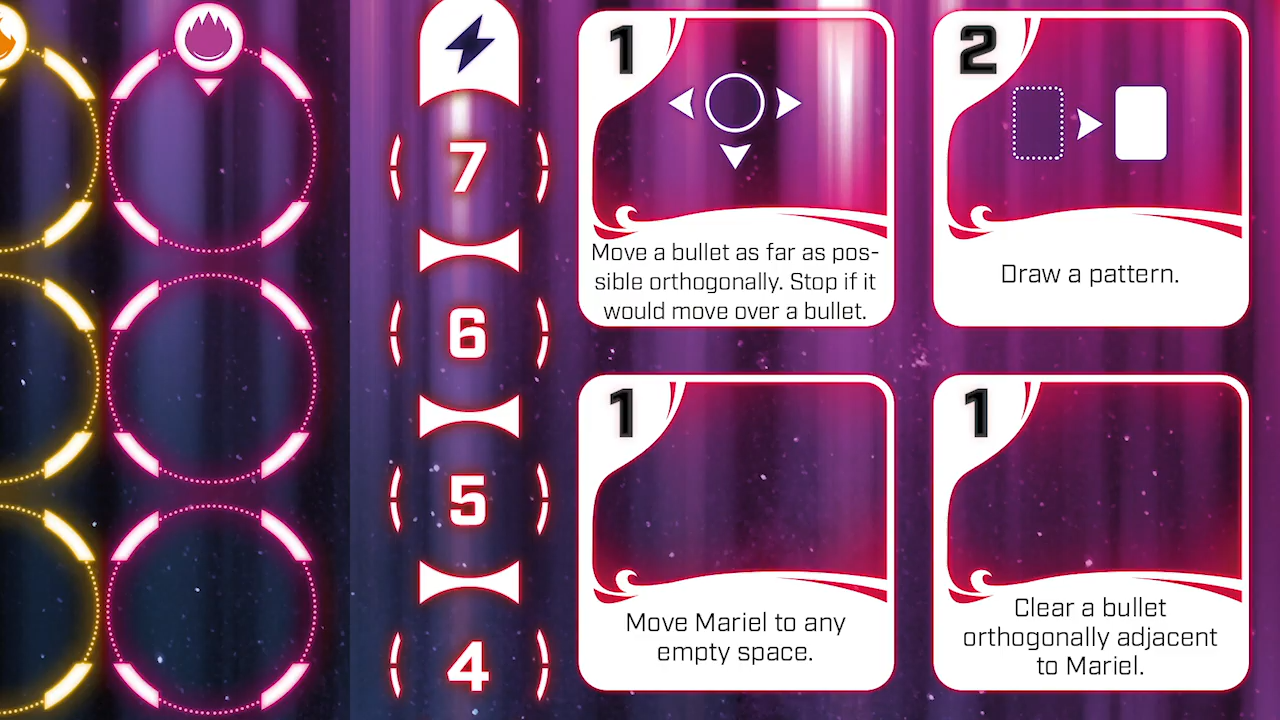 7
6
5
4
1
Move a bullet as far as pos-
sible orthogonally. Stop if it
would move over a bullet.
2
Draw a pattern.
1
Move Mariel to any
empty space.
1
Clear a bullet
orthogonally adjacent
to Mariel.